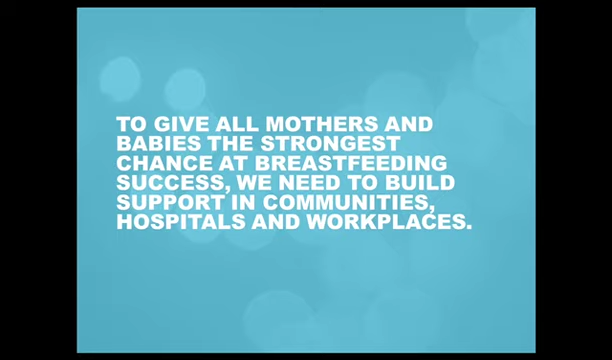 TO GIVE ALL MOTHERS AND
BABIES THE STRONGEST
CHANCE AT BREASTFEEDING
SUCCESS, WE NEED TO BUILD
SUPPORT IN COMMUNITIES,
HOSPITALS AND WORKPLACES.